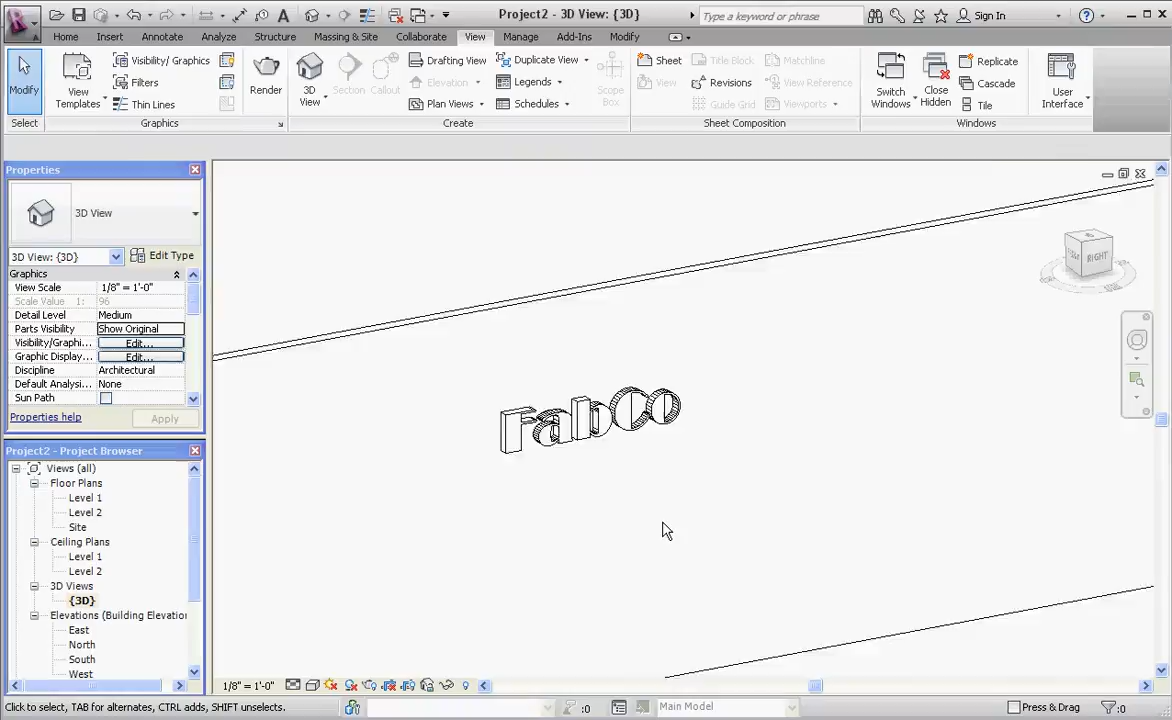 Project2 - 3D View: {3D}
Type a keyword or phrase
Sign In
Home Insert Annotate Analyze Structure Massing & Site Collaborate View Manage Add-Ins Modify
Modify
View Templates
Visibility/ Graphics
Filters
Thin Lines
Render
3D View
Section
Callout
Drafting View
Elevation
Plan Views
Duplicate View
Legends
Schedules
Scope Box
Sheet
View
Title Block
Revisions
Guide Grid
Matchline
View Reference
Viewports
Switch Windows
Close Hidden
Replicate
Cascade
Tile
User Interface
Select Graphics Create Sheet Composition Windows
Properties
3D View
3D View: {3D} Edit Type
Graphics
View Scale 1/8" = 1'-0"
Scale Value 1: 96
Detail Level Medium
Parts Visibility Show Original
Visibility/Graphi... Edit...
Graphic Display... Edit...
Discipline Architectural
Default Analysi... None
Sun Path
Properties help Apply
Project2 - Project Browser
Views (all)
Floor Plans
Level 1
Level 2
Site
Ceiling Plans
Level 1
Level 2
3D Views
{3D}
Elevations (Building Elevation
East
North
South
West
FabCo
RIGHT
1/8" = 1'-0"
Click to select, TAB for alternates, CTRL adds, SHIFT unselects.
:0
Main Model
Press & Drag
:0